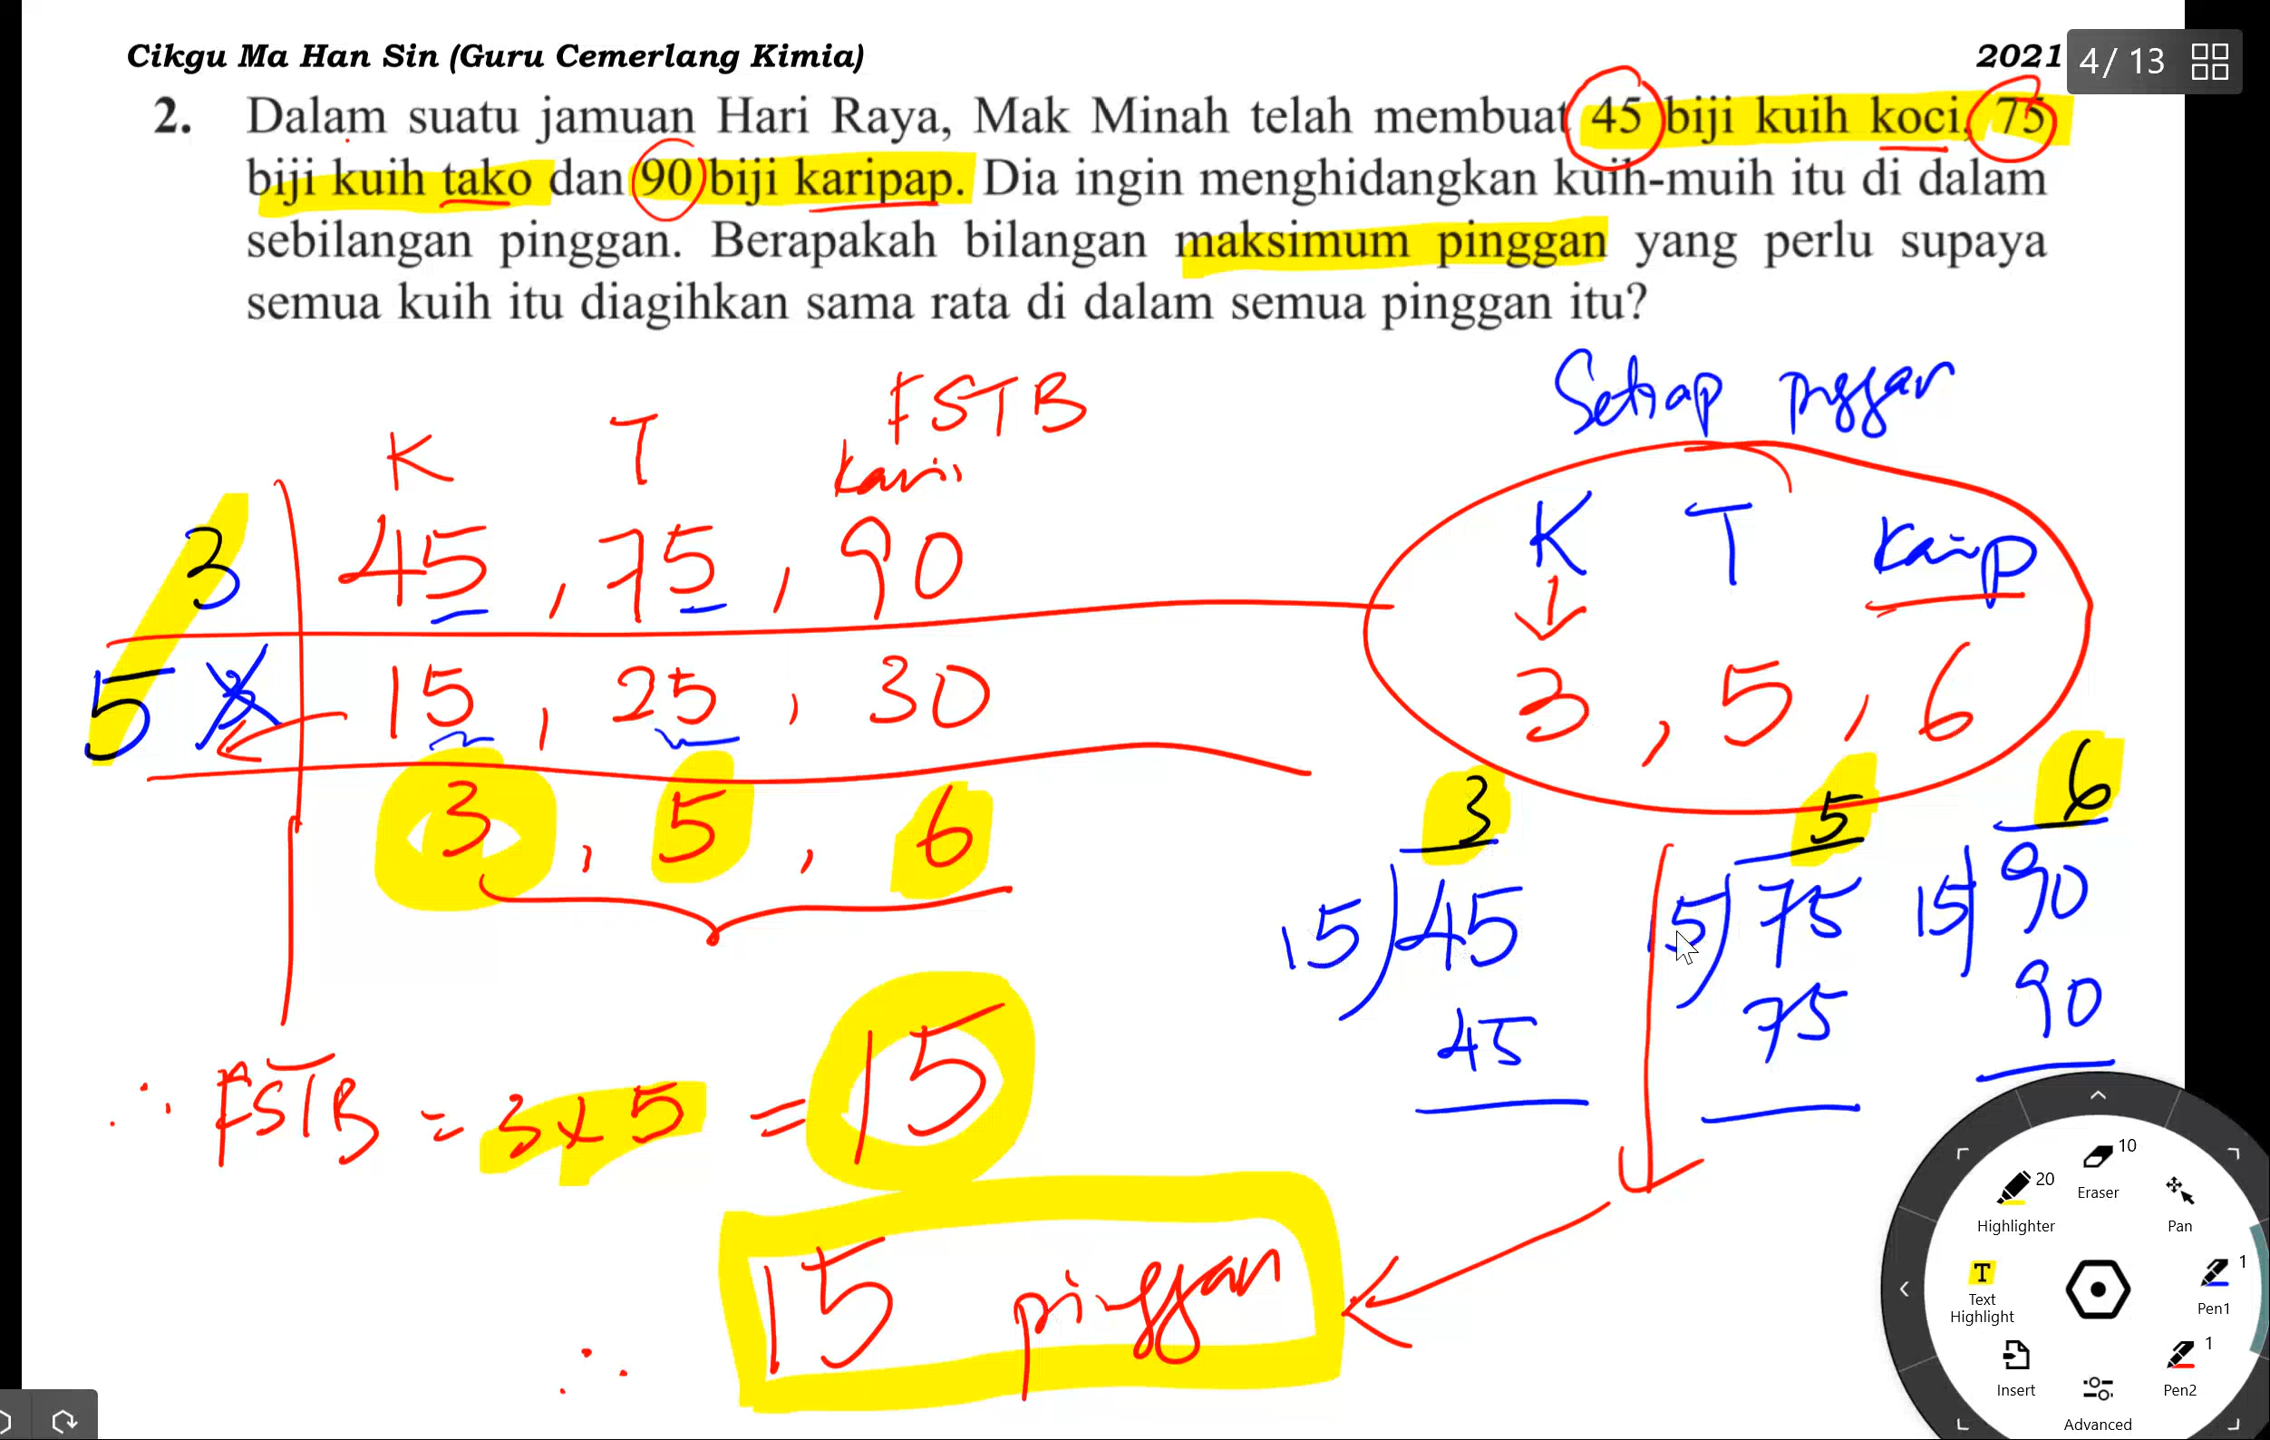 Cikgu Ma Han Sin (Guru Cemerlang Kimia) 2021
4/ 13
2. Dalam suatu jamuan Hari Raya, Mak Minah telah membuat 45 biji kuih koci, 75
biji kuih tako dan 90 biji karipap. Dia ingin menghidangkan kuih-muih itu di dalam
sebilangan pinggan. Berapakah bilangan maksimum pinggan yang perlu supaya
semua kuih itu diagihkan sama rata di dalam semua pinggan itu?
FSTB
K T
3 45 , 75 , 90
5 15 , 25 , 30
3 , 5 , 6
∴ FSTB = 3 x 5 = 15
∴ 15 pinggan
Setiap pinggan
K T
3 , 5 , 6
3 5 6
15 45 5 75 15 90
45 75 90
10
Eraser
20
Highlighter
Pan
T
Text
Highlight
1
Pen1
Insert
1
Pen2
Advanced